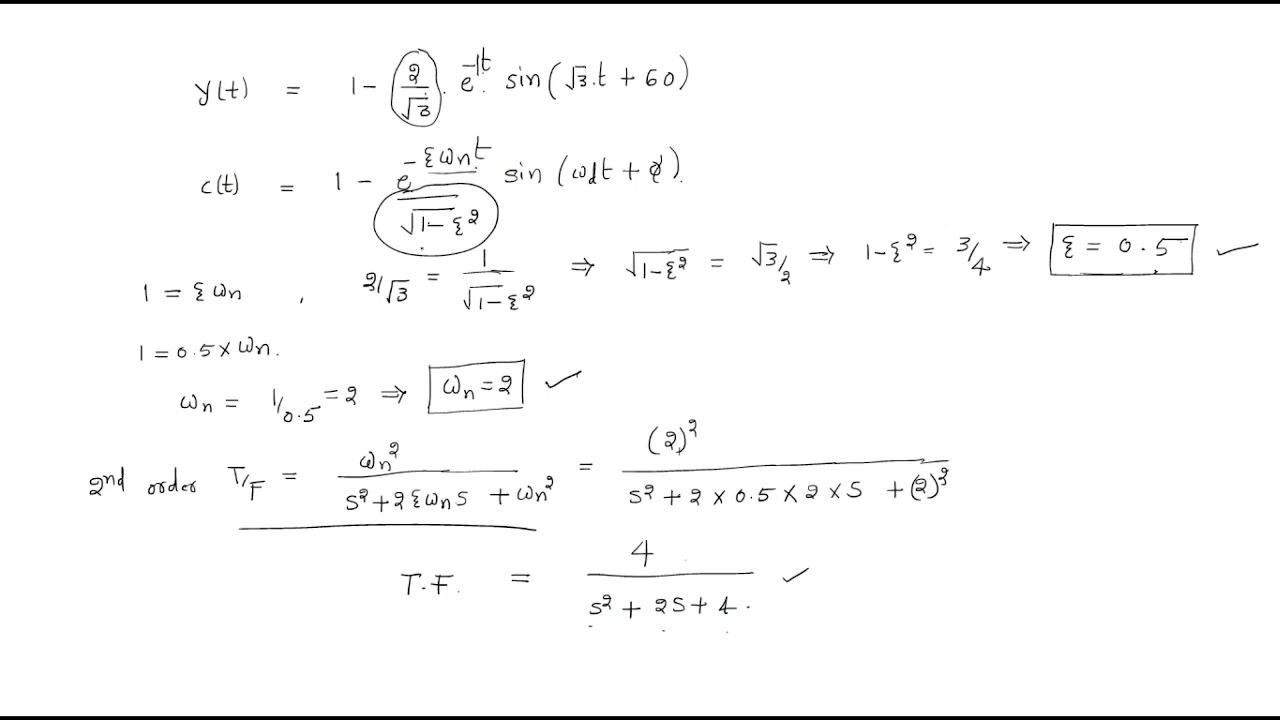 y(t) = 1 - 2/√3 . e^-1t sin(√3.t + 60)
c(t) = 1 - e^-ξωnt / √1-ξ² sin (ωdt + φ).
1 = ξωn , 2/√3 = 1/√1-ξ² ⇒ √1-ξ² = √3/2 ⇒ 1-ξ² = 3/4 ⇒ ξ = 0.5 ✓
1 = 0.5 × ωn.
ωn = 1/0.5 = 2 ⇒ ωn = 2 ✓
2nd order T/F = ωn² / s² + 2ξωns + ωn² = (2)² / s² + 2 × 0.5 × 2 × s + (2)²
T.F. = 4 / s² + 2s + 4. ✓